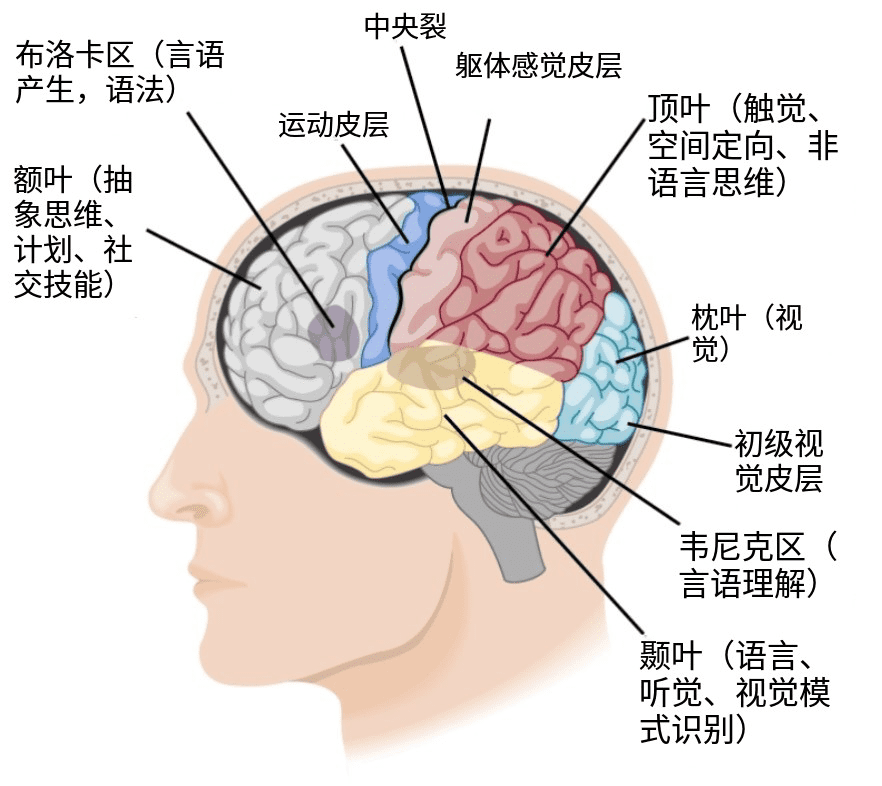 中央裂
布洛卡区（言语
产生，语法）
躯体感觉皮层
运动皮层
顶叶（触觉、
空间定向、非
语言思维）
额叶（抽
象思维、
计划、社
交技能）
枕叶（视
觉）
初级视
觉皮层
韦尼克区（
言语理解）
颞叶（语言、
听觉、视觉模
式识别）